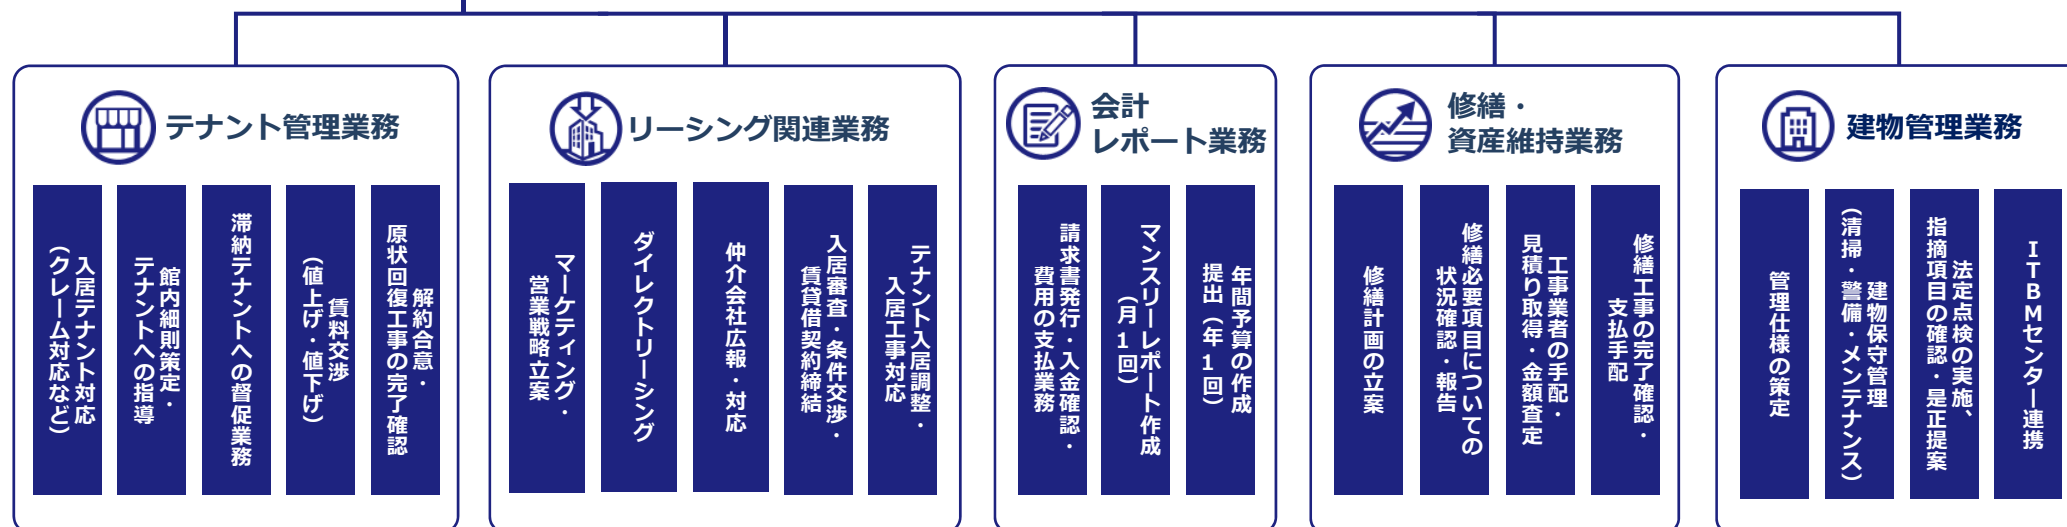 テナント管理業務
入居テナント対応
（クレーム対応など）
館内細則策定・
テナントへの指導
滞納テナントへの督促業務
賃料交渉
（値上げ・値下げ）
解約合意・
原状回復工事の完了確認
リーシング関連業務
マーケティング・
営業戦略立案
ダイレクトリーシング
仲介会社広報・対応
入居審査・条件交渉・
賃貸借契約締結
テナント入居調整・
入居工事対応
会計
レポート業務
請求書発行・入金確認・
費用の支払業務
マンスリーレポート作成
（月1回）
年間予算の作成
提出（年1回）
修繕・
資産維持業務
修繕計画の立案
修繕必要項目についての
状況確認・報告
工事業者の手配・
見積り取得・金額査定
修繕工事の完了確認・
支払手配
建物管理業務
管理仕様の策定
建物保守管理
（清掃・警備・メンテナンス）
法定点検の実施、
指摘項目の確認・是正提案
ITBMセンター連携